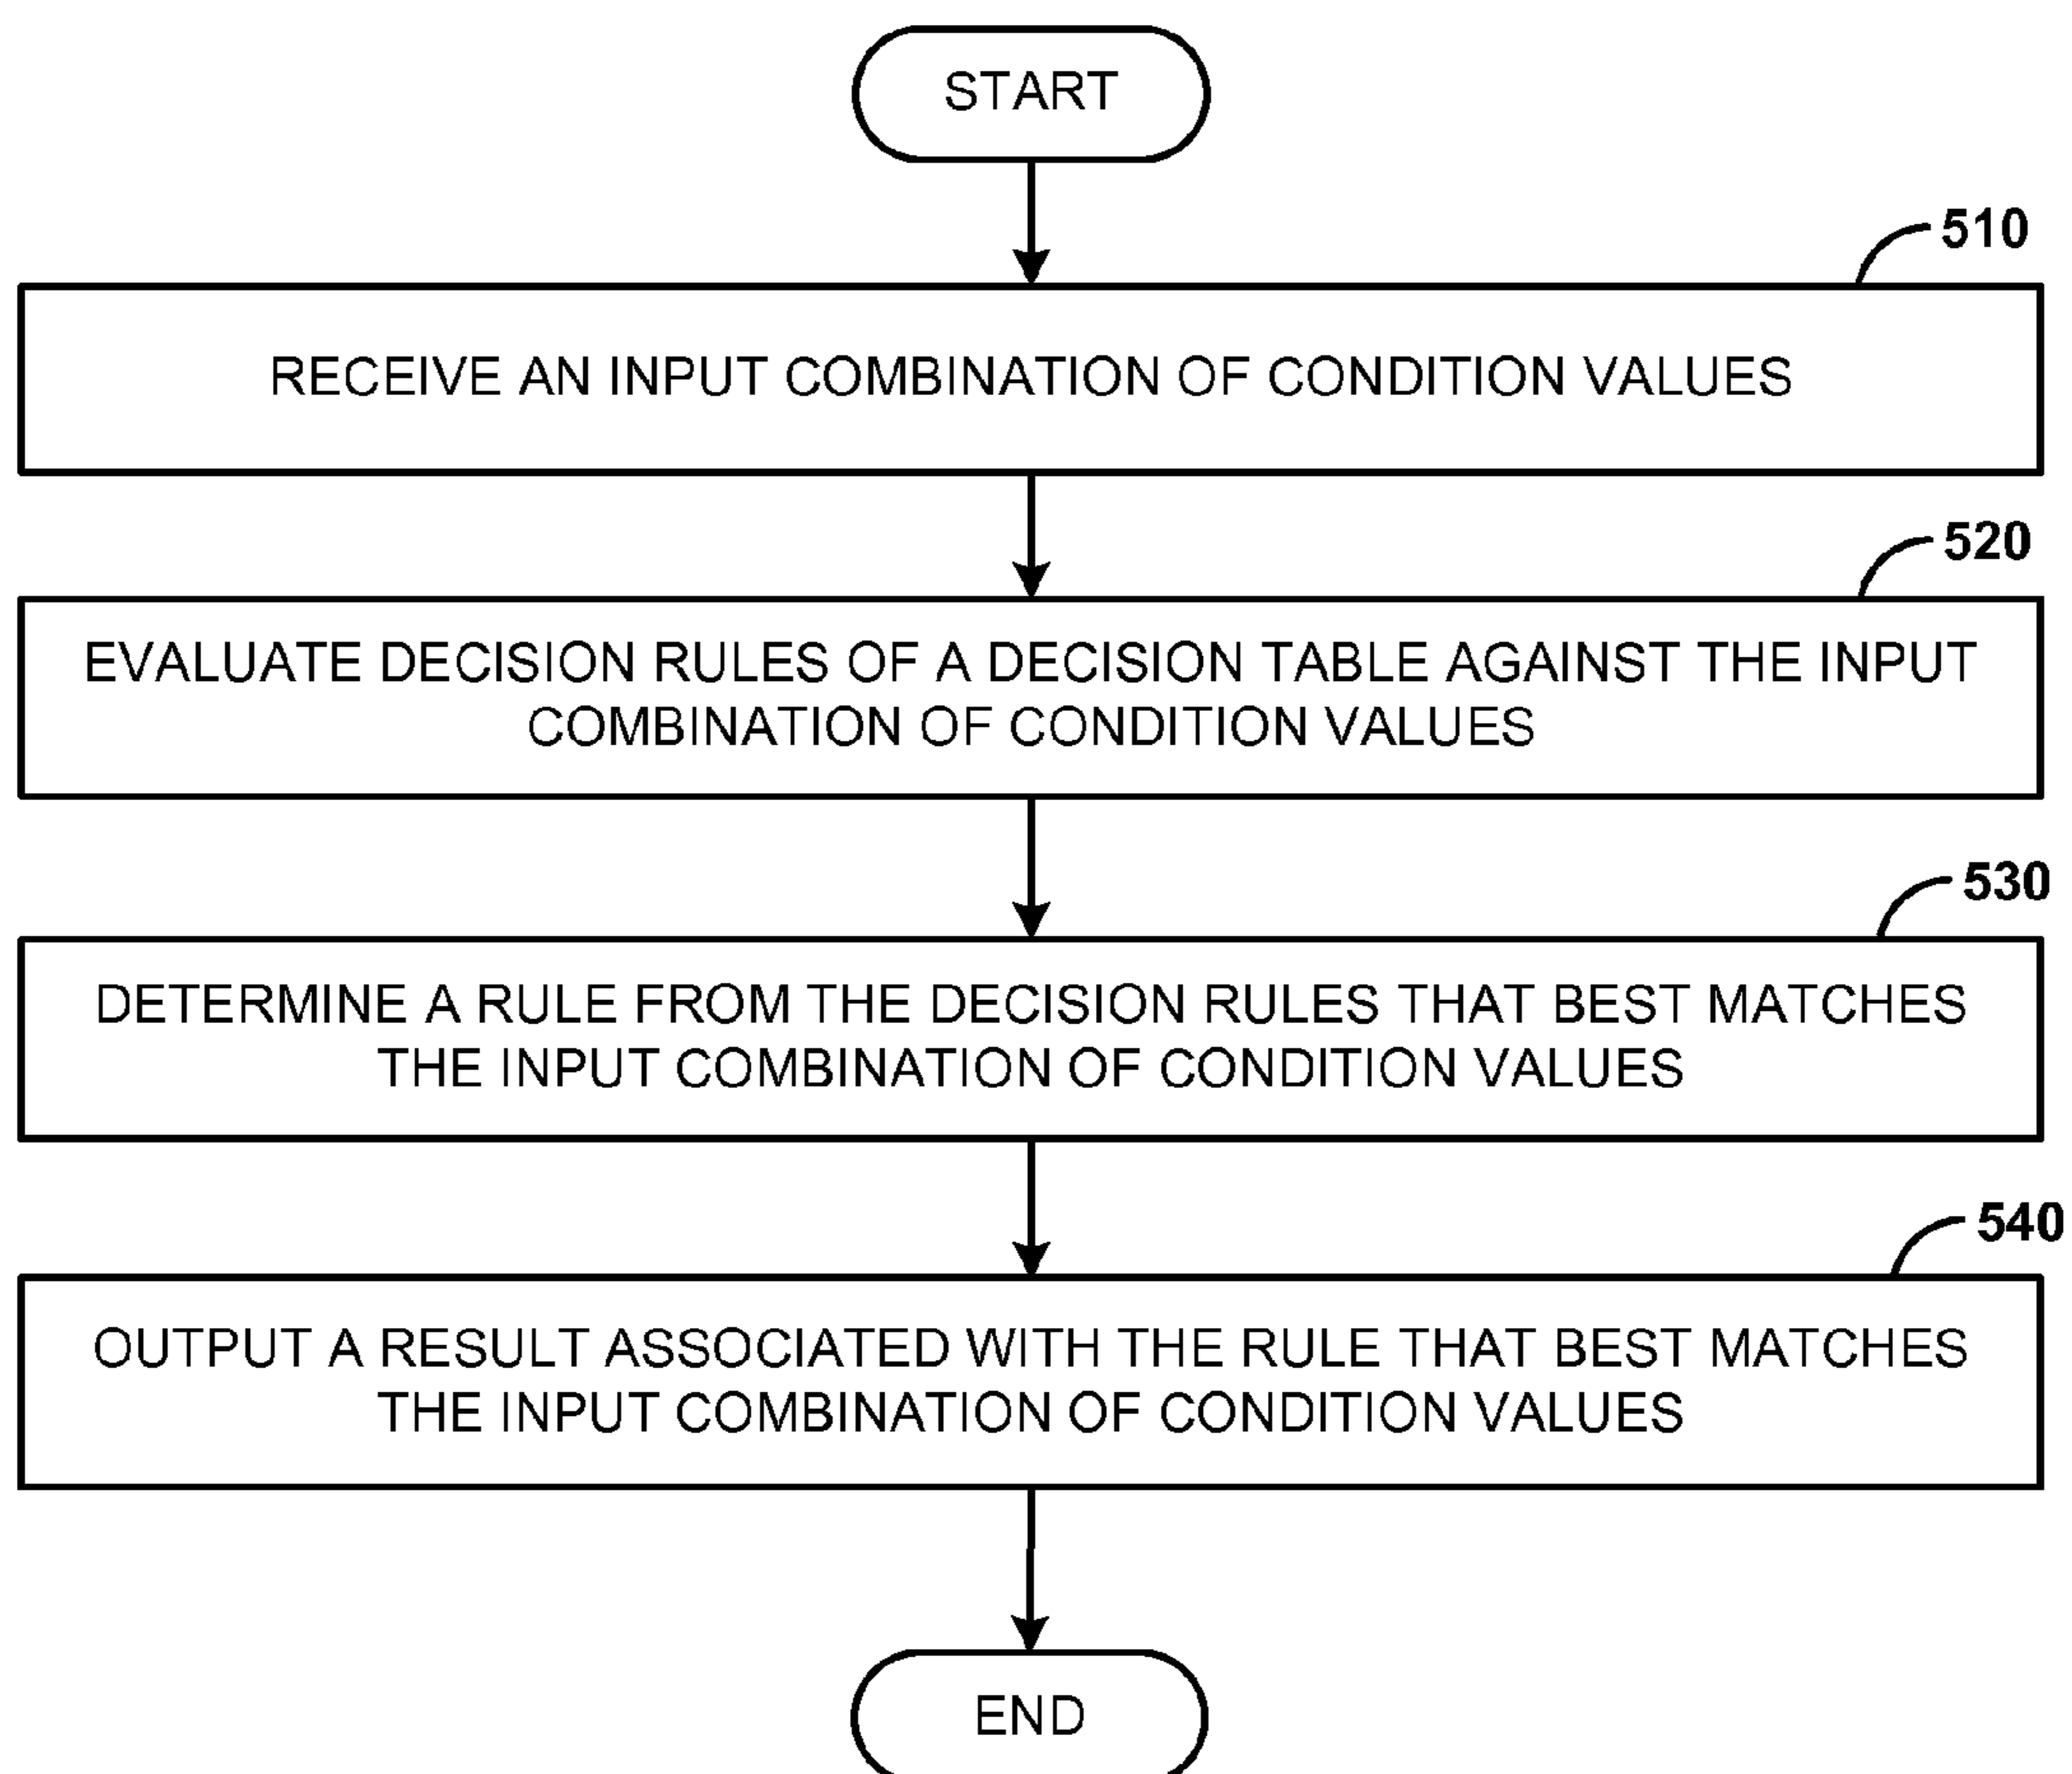 START
510
RECEIVE AN INPUT COMBINATION OF CONDITION VALUES
520
EVALUATE DECISION RULES OF A DECISION TABLE AGAINST THE INPUT
COMBINATION OF CONDITION VALUES
530
DETERMINE A RULE FROM THE DECISION RULES THAT BEST MATCHES
THE INPUT COMBINATION OF CONDITION VALUES
540
OUTPUT A RESULT ASSOCIATED WITH THE RULE THAT BEST MATCHES
THE INPUT COMBINATION OF CONDITION VALUES
END